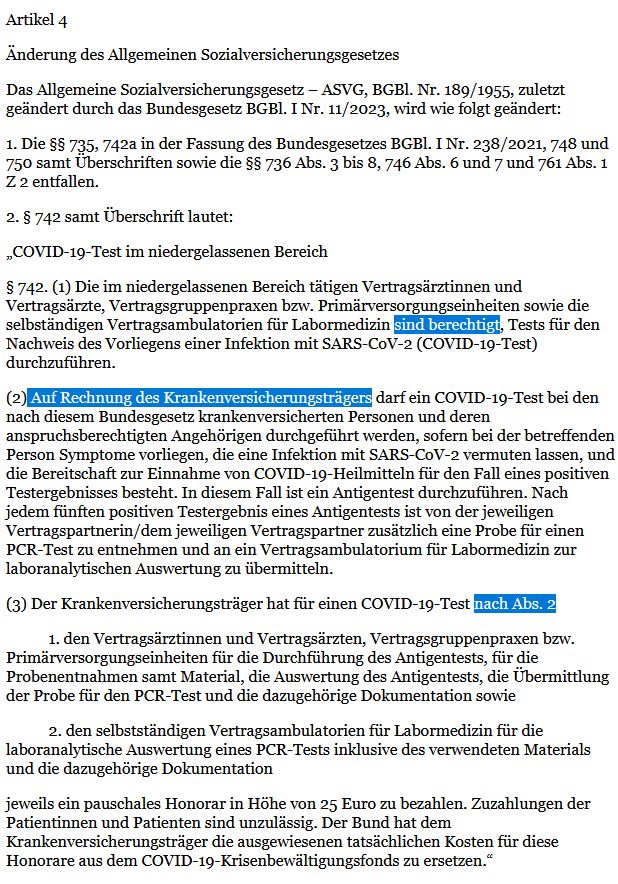 Artikel 4
Änderung des Allgemeinen Sozialversicherungsgesetzes
Das Allgemeine Sozialversicherungsgesetz – ASVG, BGBl. Nr. 189/1955, zuletzt
geändert durch das Bundesgesetz BGBl. I Nr. 11/2023, wird wie folgt geändert:
1. Die §§ 735, 742a in der Fassung des Bundesgesetzes BGBl. I Nr. 238/2021, 748 und
750 samt Überschriften sowie die §§ 736 Abs. 3 bis 8, 746 Abs. 6 und 7 und 761 Abs. 1
Z 2 entfallen.
2. § 742 samt Überschrift lautet:
„COVID-19-Test im niedergelassenen Bereich
§ 742. (1) Die im niedergelassenen Bereich tätigen Vertragsärztinnen und
Vertragsärzte, Vertragsgruppenpraxen bzw. Primärversorgungseinheiten sowie die
selbständigen Vertragsambulatorien für Labormedizin sind berechtigt, Tests für den
Nachweis des Vorliegens einer Infektion mit SARS-CoV-2 (COVID-19-Test)
durchzuführen.
(2) Auf Rechnung des Krankenversicherungsträgers darf ein COVID-19-Test bei den
nach diesem Bundesgesetz krankenversicherten Personen und deren
anspruchsberechtigten Angehörigen durchgeführt werden, sofern bei der betreffenden
Person Symptome vorliegen, die eine Infektion mit SARS-CoV-2 vermuten lassen, und
die Bereitschaft zur Einnahme von COVID-19-Heilmitteln für den Fall eines positiven
Testergebnisses besteht. In diesem Fall ist ein Antigentest durchzuführen. Nach
jedem fünften positiven Testergebnis eines Antigentests ist von der jeweiligen
Vertragspartnerin/dem jeweiligen Vertragspartner zusätzlich eine Probe für einen
PCR-Test zu entnehmen und an ein Vertragsambulatorium für Labormedizin zur
laboranalytischen Auswertung zu übermitteln.
(3) Der Krankenversicherungsträger hat für einen COVID-19-Test nach Abs. 2
1. den Vertragsärztinnen und Vertragsärzten, Vertragsgruppenpraxen bzw.
Primärversorgungseinheiten für die Durchführung des Antigentests, für die
Probenentnahmen samt Material, die Auswertung des Antigentests, die Übermittlung
der Probe für den PCR-Test und die dazugehörige Dokumentation sowie
2. den selbstständigen Vertragsambulatorien für Labormedizin für die
laboranalytische Auswertung eines PCR-Tests inklusive des verwendeten Materials
und die dazugehörige Dokumentation
jeweils ein pauschales Honorar in Höhe von 25 Euro zu bezahlen. Zuzahlungen der
Patientinnen und Patienten sind unzulässig. Der Bund hat dem
Krankenversicherungsträger die ausgewiesenen tatsächlichen Kosten für diese
Honorare aus dem COVID-19-Krisenbewältigungsfonds zu ersetzen.“